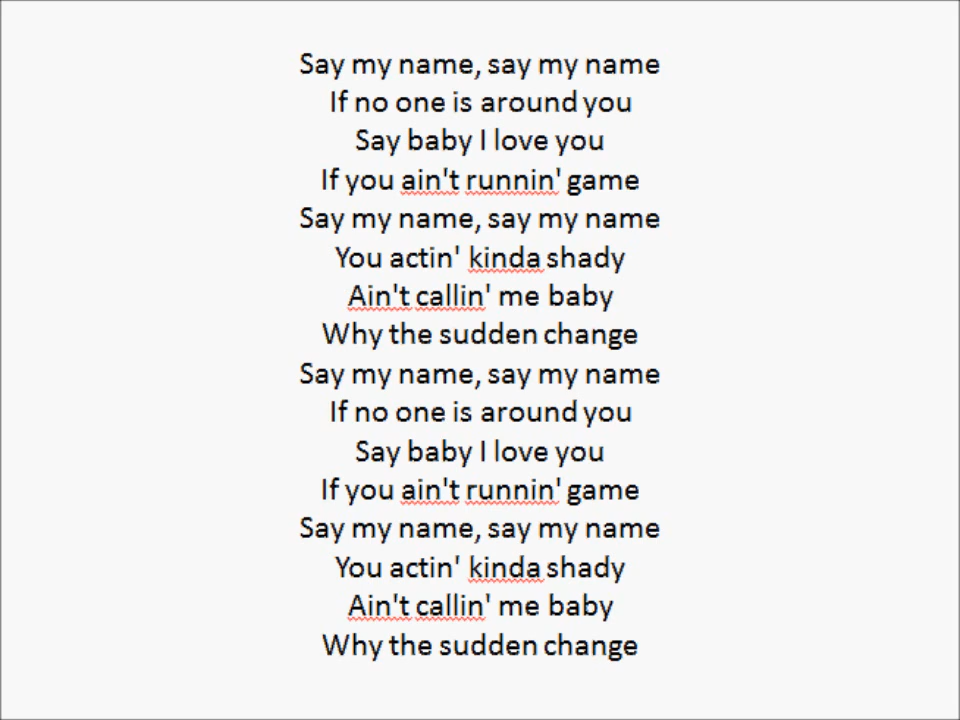 Say my name, say my name
If no one is around you
Say baby I love you
If you ain't runnin' game
Say my name, say my name
You actin' kinda shady
Ain't callin' me baby
Why the sudden change
Say my name, say my name
If no one is around you
Say baby I love you
If you ain't runnin' game
Say my name, say my name
You actin' kinda shady
Ain't callin' me baby
Why the sudden change